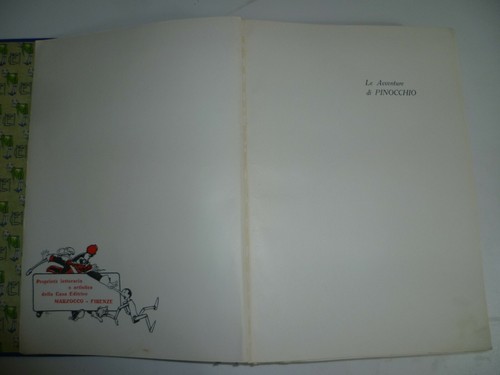 Proprietà letteraria
e artistica
della Casa Editrice
MARZOCCO - FIRENZE
Le Avventure
di PINOCCHIO